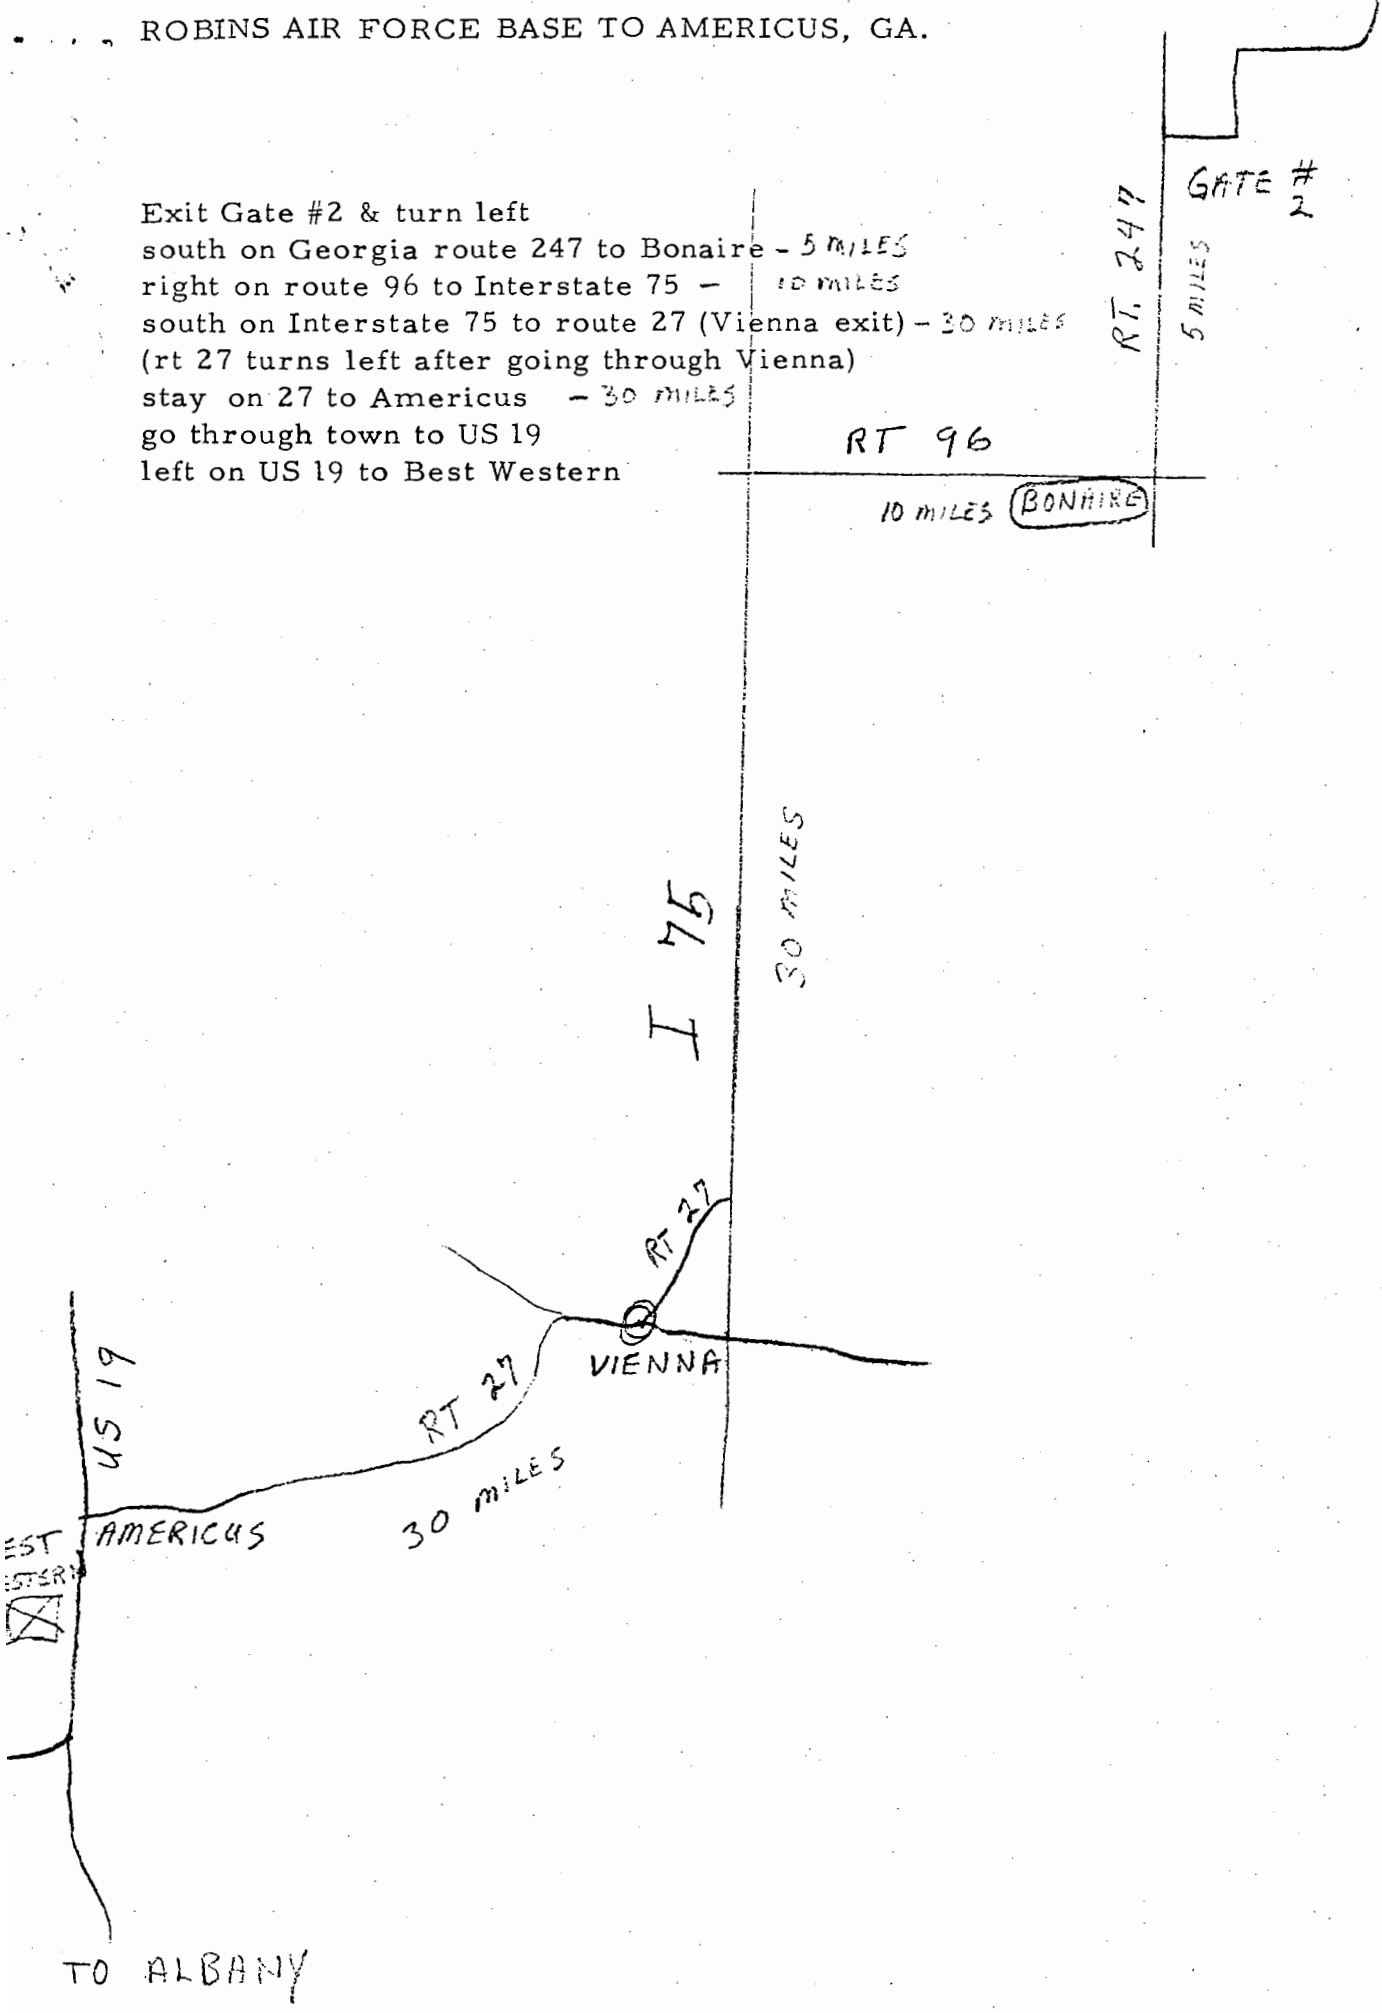 ROBINS AIR FORCE BASE TO AMERICUS, GA.
GATE #
2
RT. 247
5 MILES
Exit Gate #2 & turn left
south on Georgia route 247 to Bonaire - 5 MILES
right on route 96 to Interstate 75 - 10 MILES
south on Interstate 75 to route 27 (Vienna exit) - 30 MILES
(rt 27 turns left after going through Vienna)
stay on 27 to Americus - 30 MILES
go through town to US 19
left on US 19 to Best Western
RT 96
10 MILES BONAIRE
I 75
30 MILES
RT 27
VIENNA
RT 27
30 MILES
US 19
AMERICUS
EST
ESTERN
TO ALBANY